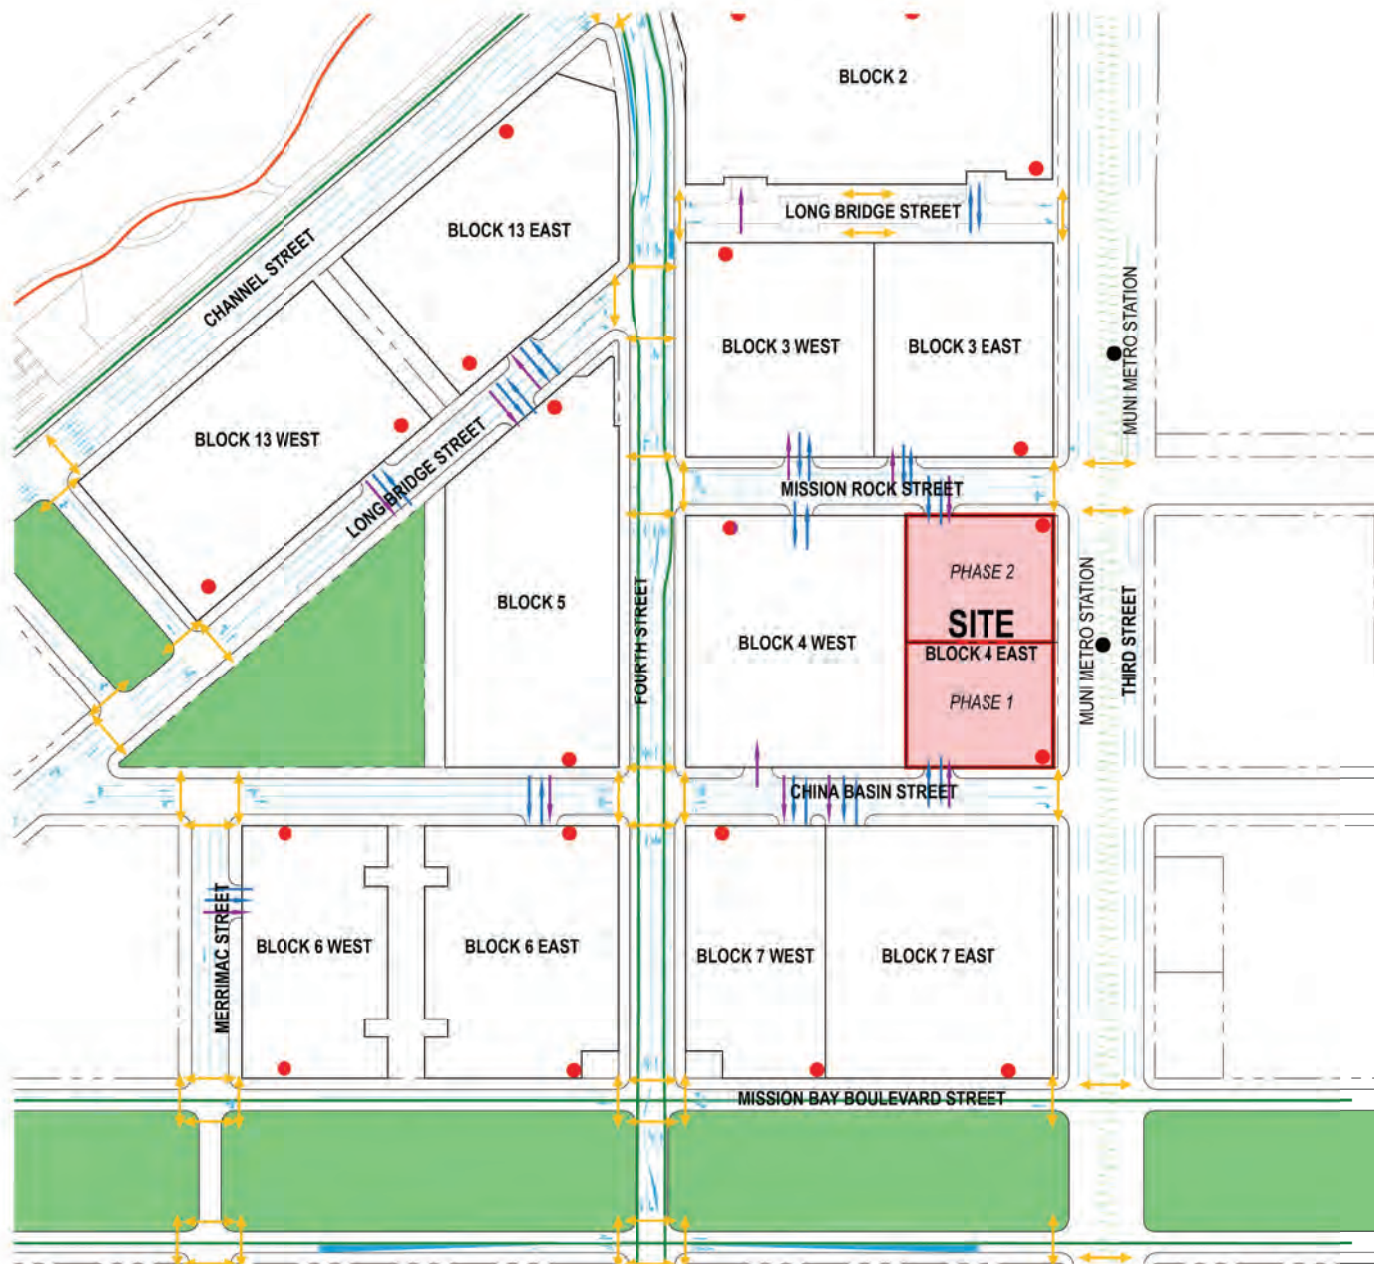 BLOCK 2
LONG BRIDGE STREET
BLOCK 13 EAST
CHANNEL STREET
MUNI METRO STATION
BLOCK 3 WEST
BLOCK 3 EAST
BLOCK 13 WEST
LONG BRIDGE STREET
MISSION ROCK STREET
PHASE 2
SITE
BLOCK 5
FOURTH STREET
BLOCK 4 WEST
BLOCK 4 EAST
MUNI METRO STATION
THIRD STREET
PHASE 1
CHINA BASIN STREET
MERRIMAC STREET
BLOCK 6 WEST
BLOCK 6 EAST
BLOCK 7 WEST
BLOCK 7 EAST
MISSION BAY BOULEVARD STREET